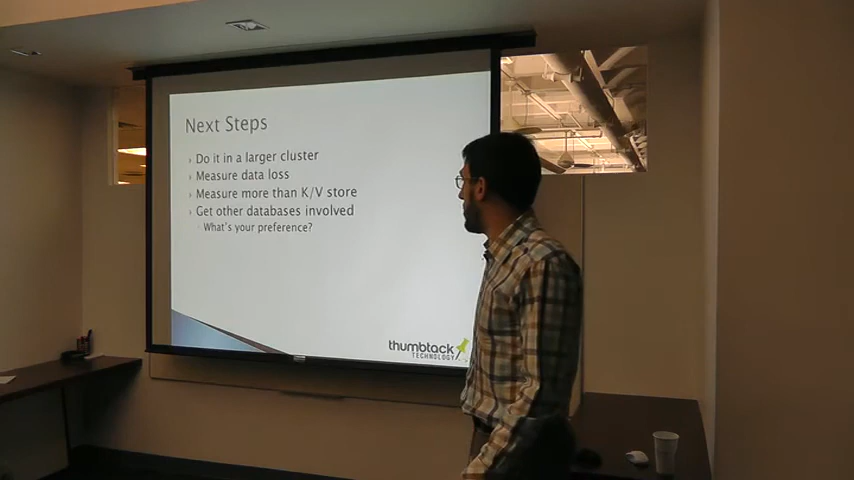 Next Steps
Do it in a larger cluster
Measure data loss
Measure more than K/V store
Get other databases involved
What's your preference?
thumbtack
TECHNOLOGY